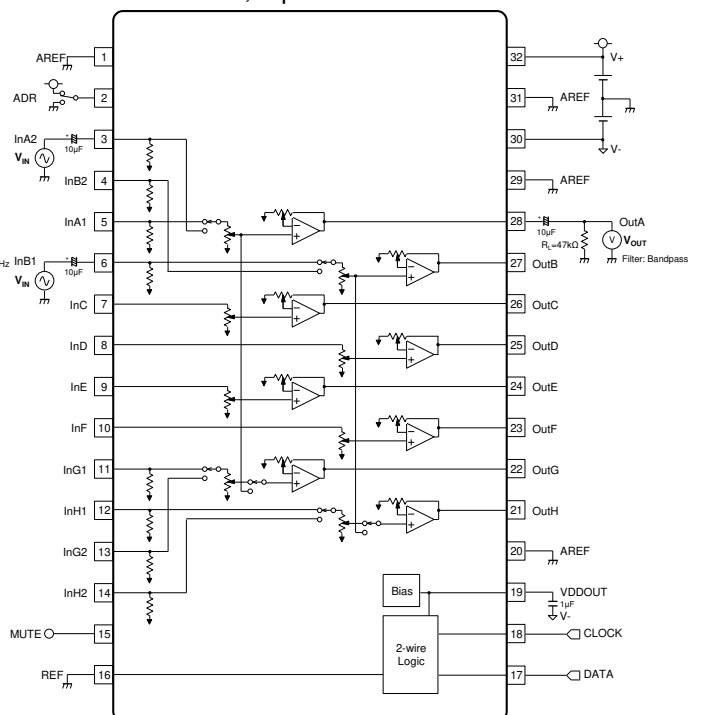 AREF 1
ADR 2
InA2 3
+
10µF
VIN
InB2 4
InA1 5
Hz InB1 6
+
10µF
VIN
InC 7
InD 8
InE 9
InF 10
InG1 11
InH1 12
InG2 13
InH2 14
MUTE 15
REF 16
32 V+
31 AREF
30 V-
29 AREF
28 OutA
+
10µF
RL=47kΩ
V VOUT
Filter: Bandpass
27 OutB
26 OutC
25 OutD
24 OutE
23 OutF
22 OutG
21 OutH
20 AREF
19 VDDOUT
1µF
V-
18 CLOCK
17 DATA
− +
− +
− +
− +
− +
− +
− +
− +
Bias
2-wire
Logic